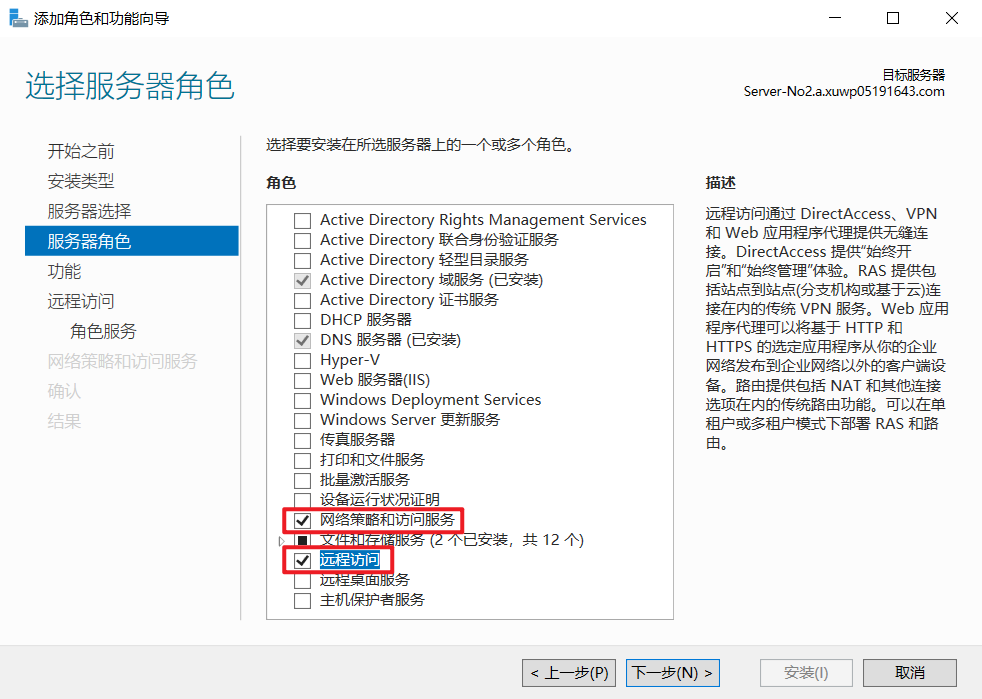 添加角色和功能向导
选择服务器角色
目标服务器
Server-No2.a.xuwp05191643.com
开始之前
安装类型
服务器选择
服务器角色
功能
远程访问
角色服务
网络策略和访问服务
确认
结果
选择要安装在所选服务器上的一个或多个角色。
角色
Active Directory Rights Management Services
Active Directory 联合身份验证服务
Active Directory 轻型目录服务
Active Directory 域服务 (已安装)
Active Directory 证书服务
DHCP 服务器
DNS 服务器 (已安装)
Hyper-V
Web 服务器(IIS)
Windows Deployment Services
Windows Server 更新服务
传真服务器
打印和文件服务
批量激活服务
设备运行状况证明
网络策略和访问服务
文件和存储服务 (2 个已安装，共 12 个)
远程访问
远程桌面服务
主机保护者服务
描述
远程访问通过 DirectAccess、VPN
和 Web 应用程序代理提供无缝连
接。DirectAccess 提供“始终开
启”和“始终管理”体验。RAS 提供包
括站点到站点(分支机构或基于云)连
接在内的传统 VPN 服务。Web 应用
程序代理可以将基于 HTTP 和
HTTPS 的选定应用程序从你的企业
网络发布到企业网络以外的客户端设
备。路由提供包括 NAT 和其他连接
选项在内的传统路由功能。可以在单
租户或多租户模式下部署 RAS 和路
由。
< 上一步(P)
下一步(N) >
安装(I)
取消